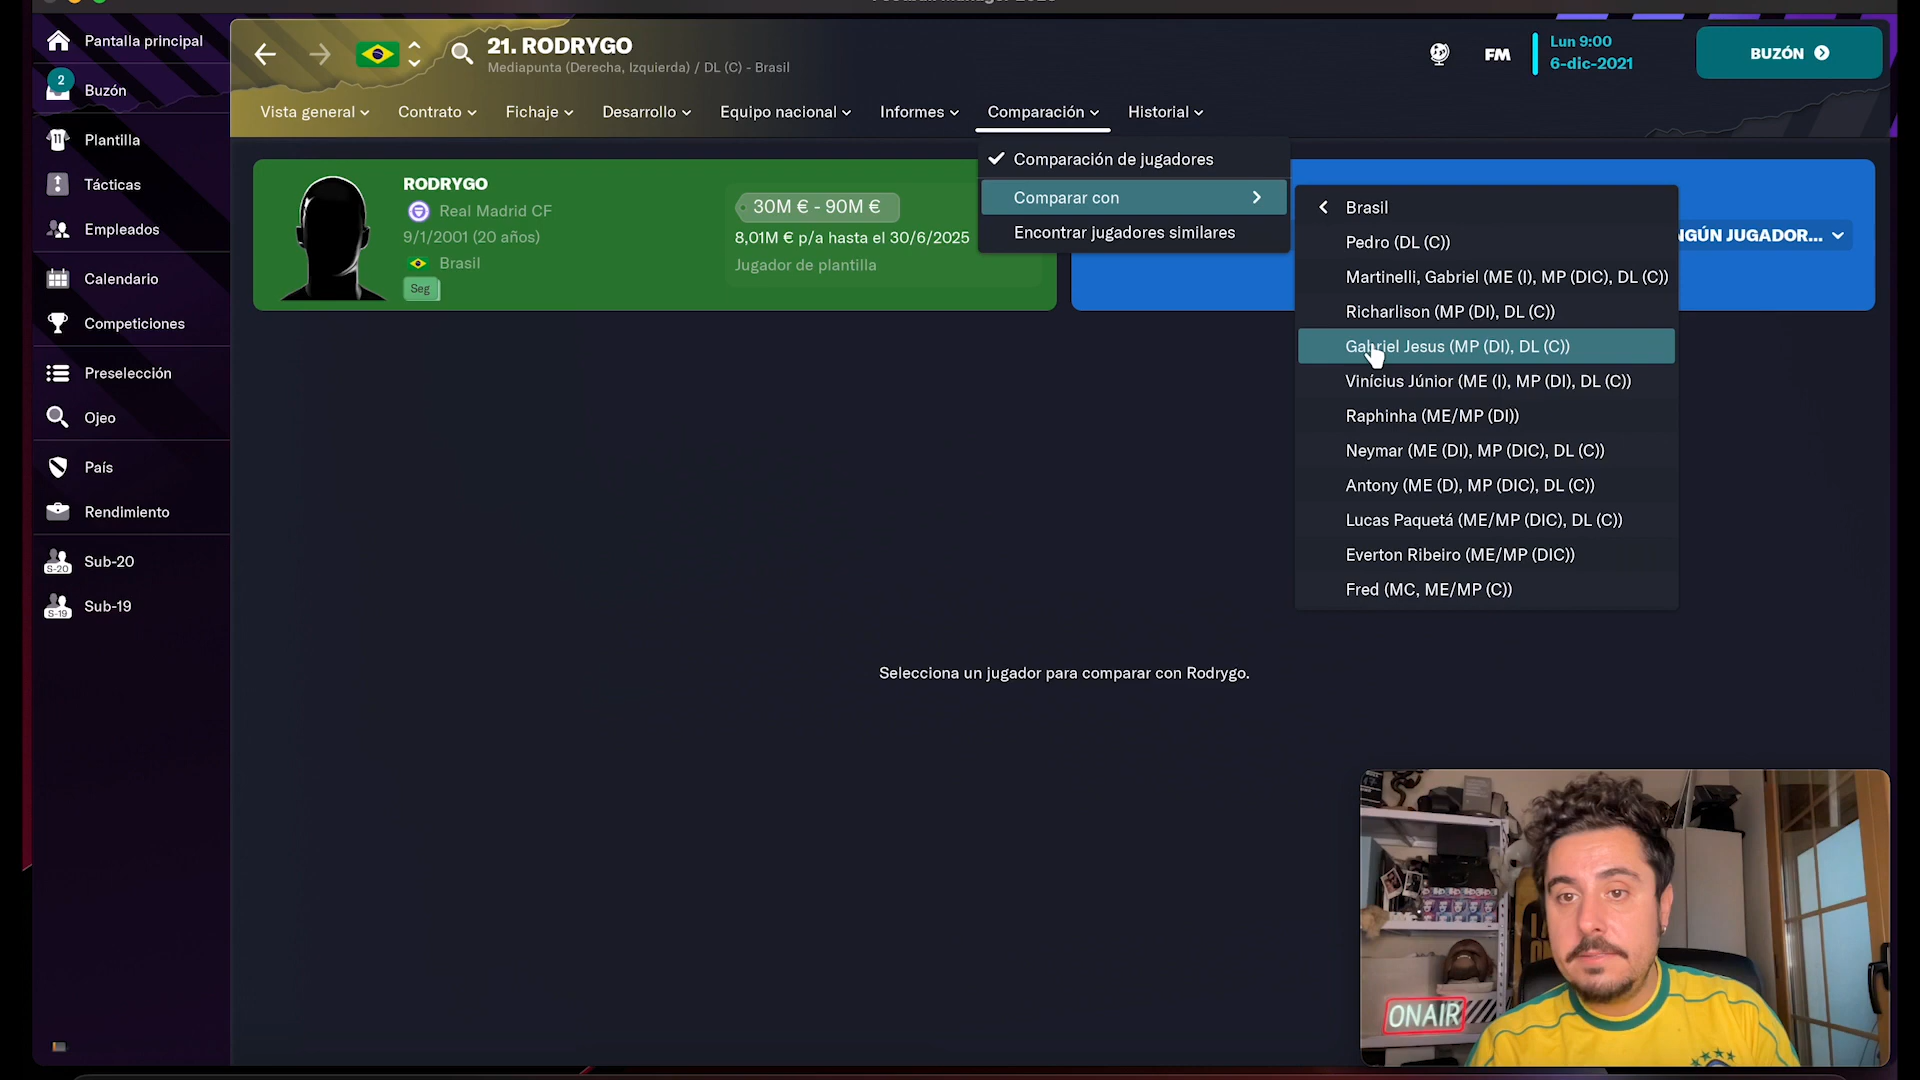 Pantalla principal
2
Buzón
11
Plantilla
Tácticas
Empleados
Calendario
Competiciones
Preselección
Ojeo
País
Rendimiento
S-20
Sub-20
S-19
Sub-19
21. RODRYGO
Mediapunta (Derecha, Izquierda) / DL (C) - Brasil
FM
Lun 9:00
6-dic-2021
BUZÓN
Vista general
Contrato
Fichaje
Desarrollo
Equipo nacional
Informes
Comparación
Historial
RODRYGO
Real Madrid CF
9/1/2001 (20 años)
Brasil
Seg
30M € - 90M €
8,01M € p/a hasta el 30/6/2025
Jugador de plantilla
Comparación de jugadores
Comparar con
Encontrar jugadores similares
Brasil
Pedro (DL (C))
Martinelli, Gabriel (ME (I), MP (DIC), DL (C))
Richarlison (MP (DI), DL (C))
Gabriel Jesus (MP (DI), DL (C))
Vinícius Júnior (ME (I), MP (DI), DL (C))
Raphinha (ME/MP (DI))
Neymar (ME (DI), MP (DIC), DL (C))
Antony (ME (D), MP (DIC), DL (C))
Lucas Paquetá (ME/MP (DIC), DL (C))
Everton Ribeiro (ME/MP (DIC))
Fred (MC, ME/MP (C))
NGÚN JUGADOR...
Selecciona un jugador para comparar con Rodrygo.
ONAIR